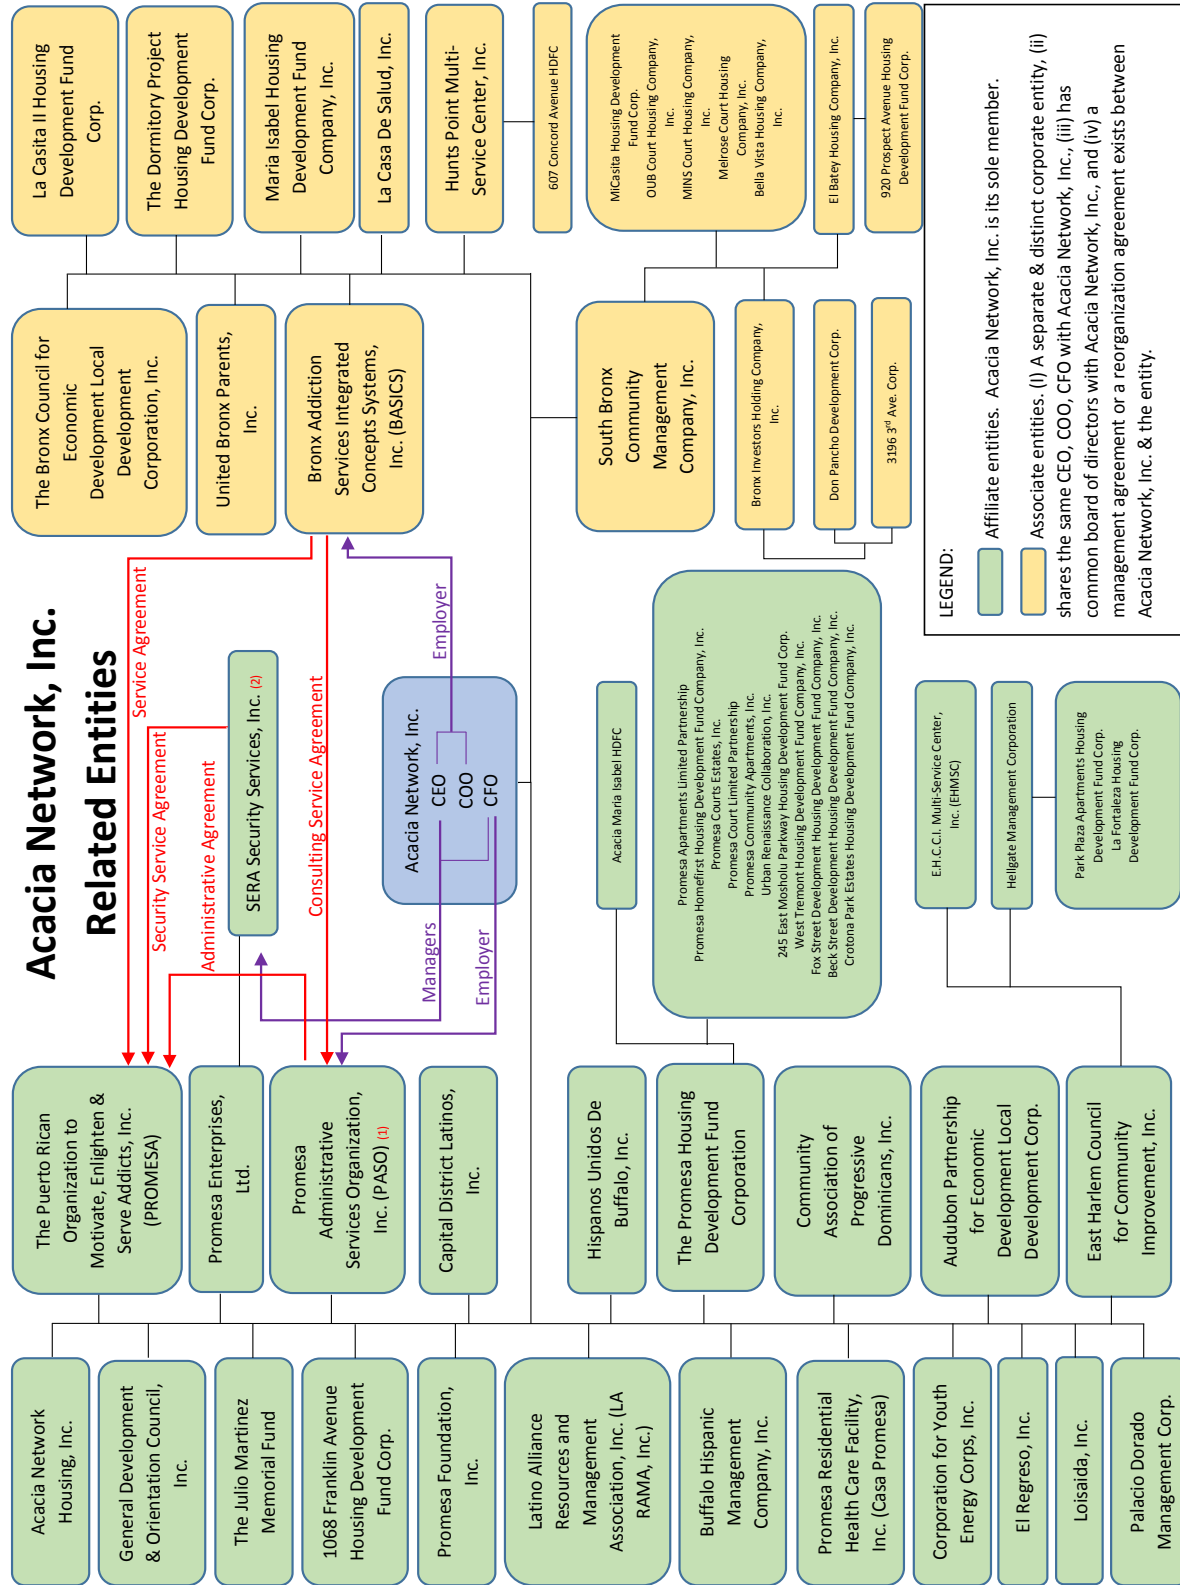 Acacia Network, Inc.
Related Entities
Acacia Network
Housing, Inc.
General Development
& Orientation Council,
Inc.
The Julio Martinez
Memorial Fund
1068 Franklin Avenue
Housing Development
Fund Corp.
Promesa Foundation,
Inc.
Latino Alliance
Resources and
Management
Association, Inc. (LA
RAMA, Inc.)
Buffalo Hispanic
Management
Company, Inc.
Promesa Residential
Health Care Facility,
Inc. (Casa Promesa)
Corporation for Youth
Energy Corps, Inc.
El Regreso, Inc.
Loisaida, Inc.
Palacio Dorado
Management Corp.
The Puerto Rican
Organization to
Motivate, Enlighten &
Serve Addicts, Inc.
(PROMESA)
Promesa Enterprises,
Ltd.
Promesa
Administrative
Services Organization,
Inc. (PASO) (1)
Capital District Latinos,
Inc.
Hispanos Unidos De
Buffalo, Inc.
The Promesa Housing
Development Fund
Corporation
Community
Association of
Progressive
Dominicans, Inc.
Audubon Partnership
for Economic
Development Local
Development Corp.
East Harlem Council
for Community
Improvement, Inc.
Service Agreement
Security Service Agreement
Administrative Agreement
SERA Security Services, Inc. (2)
Consulting Service Agreement
Managers
Employer
Employer
Acacia Network, Inc.
CEO
COO
CFO
Acacia Maria Isabel HDFC
Promesa Apartments Limited Partnership
Promesa Homefirst Housing Development Fund Company, Inc.
Promesa Courts Estates, Inc.
Promesa Court Limited Partnership
Promesa Community Apartments, Inc.
Urban Renaissance Collaboration, Inc.
245 East Mosholu Parkway Housing Development Fund Corp.
West Tremont Housing Development Fund Company, Inc.
Fox Street Development Housing Development Fund Company, Inc.
Beck Street Development Housing Development Fund Company, Inc.
Crotona Park Estates Housing Development Fund Company, Inc.
E.H.C.C.I. Multi-Service Center,
Inc. (EHMSC)
Hellgate Management Corporation
Park Plaza Apartments Housing
Development Fund Corp.
La Fortaleza Housing
Development Fund Corp.
The Bronx Council for
Economic
Development Local
Development
Corporation, Inc.
United Bronx Parents,
Inc.
Bronx Addiction
Services Integrated
Concepts Systems,
Inc. (BASICS)
South Bronx
Community
Management
Company, Inc.
Bronx Investors Holding Company,
Inc.
Don Pancho Development Corp.
3196 3rd Ave. Corp.
La Casita II Housing
Development Fund
Corp.
The Dormitory Project
Housing Development
Fund Corp.
Maria Isabel Housing
Development Fund
Company, Inc.
La Casa De Salud, Inc.
Hunts Point Multi-
Service Center, Inc.
607 Concord Avenue HDFC
MiCasita Housing Development
Fund Corp.
OUB Court Housing Company,
Inc.
MINS Court Housing Company,
Inc.
Melrose Court Housing
Company, Inc.
Bella Vista Housing Company,
Inc.
El Batey Housing Company, Inc.
920 Prospect Avenue Housing
Development Fund Corp.
LEGEND:
Affiliate entities. Acacia Network, Inc. is its sole member.
Associate entities. (I) A separate & distinct corporate entity, (ii)
shares the same CEO, COO, CFO with Acacia Network, Inc., (iii) has
common board of directors with Acacia Network, Inc., and (iv) a
management agreement or a reorganization agreement exists between
Acacia Network, Inc. & the entity.